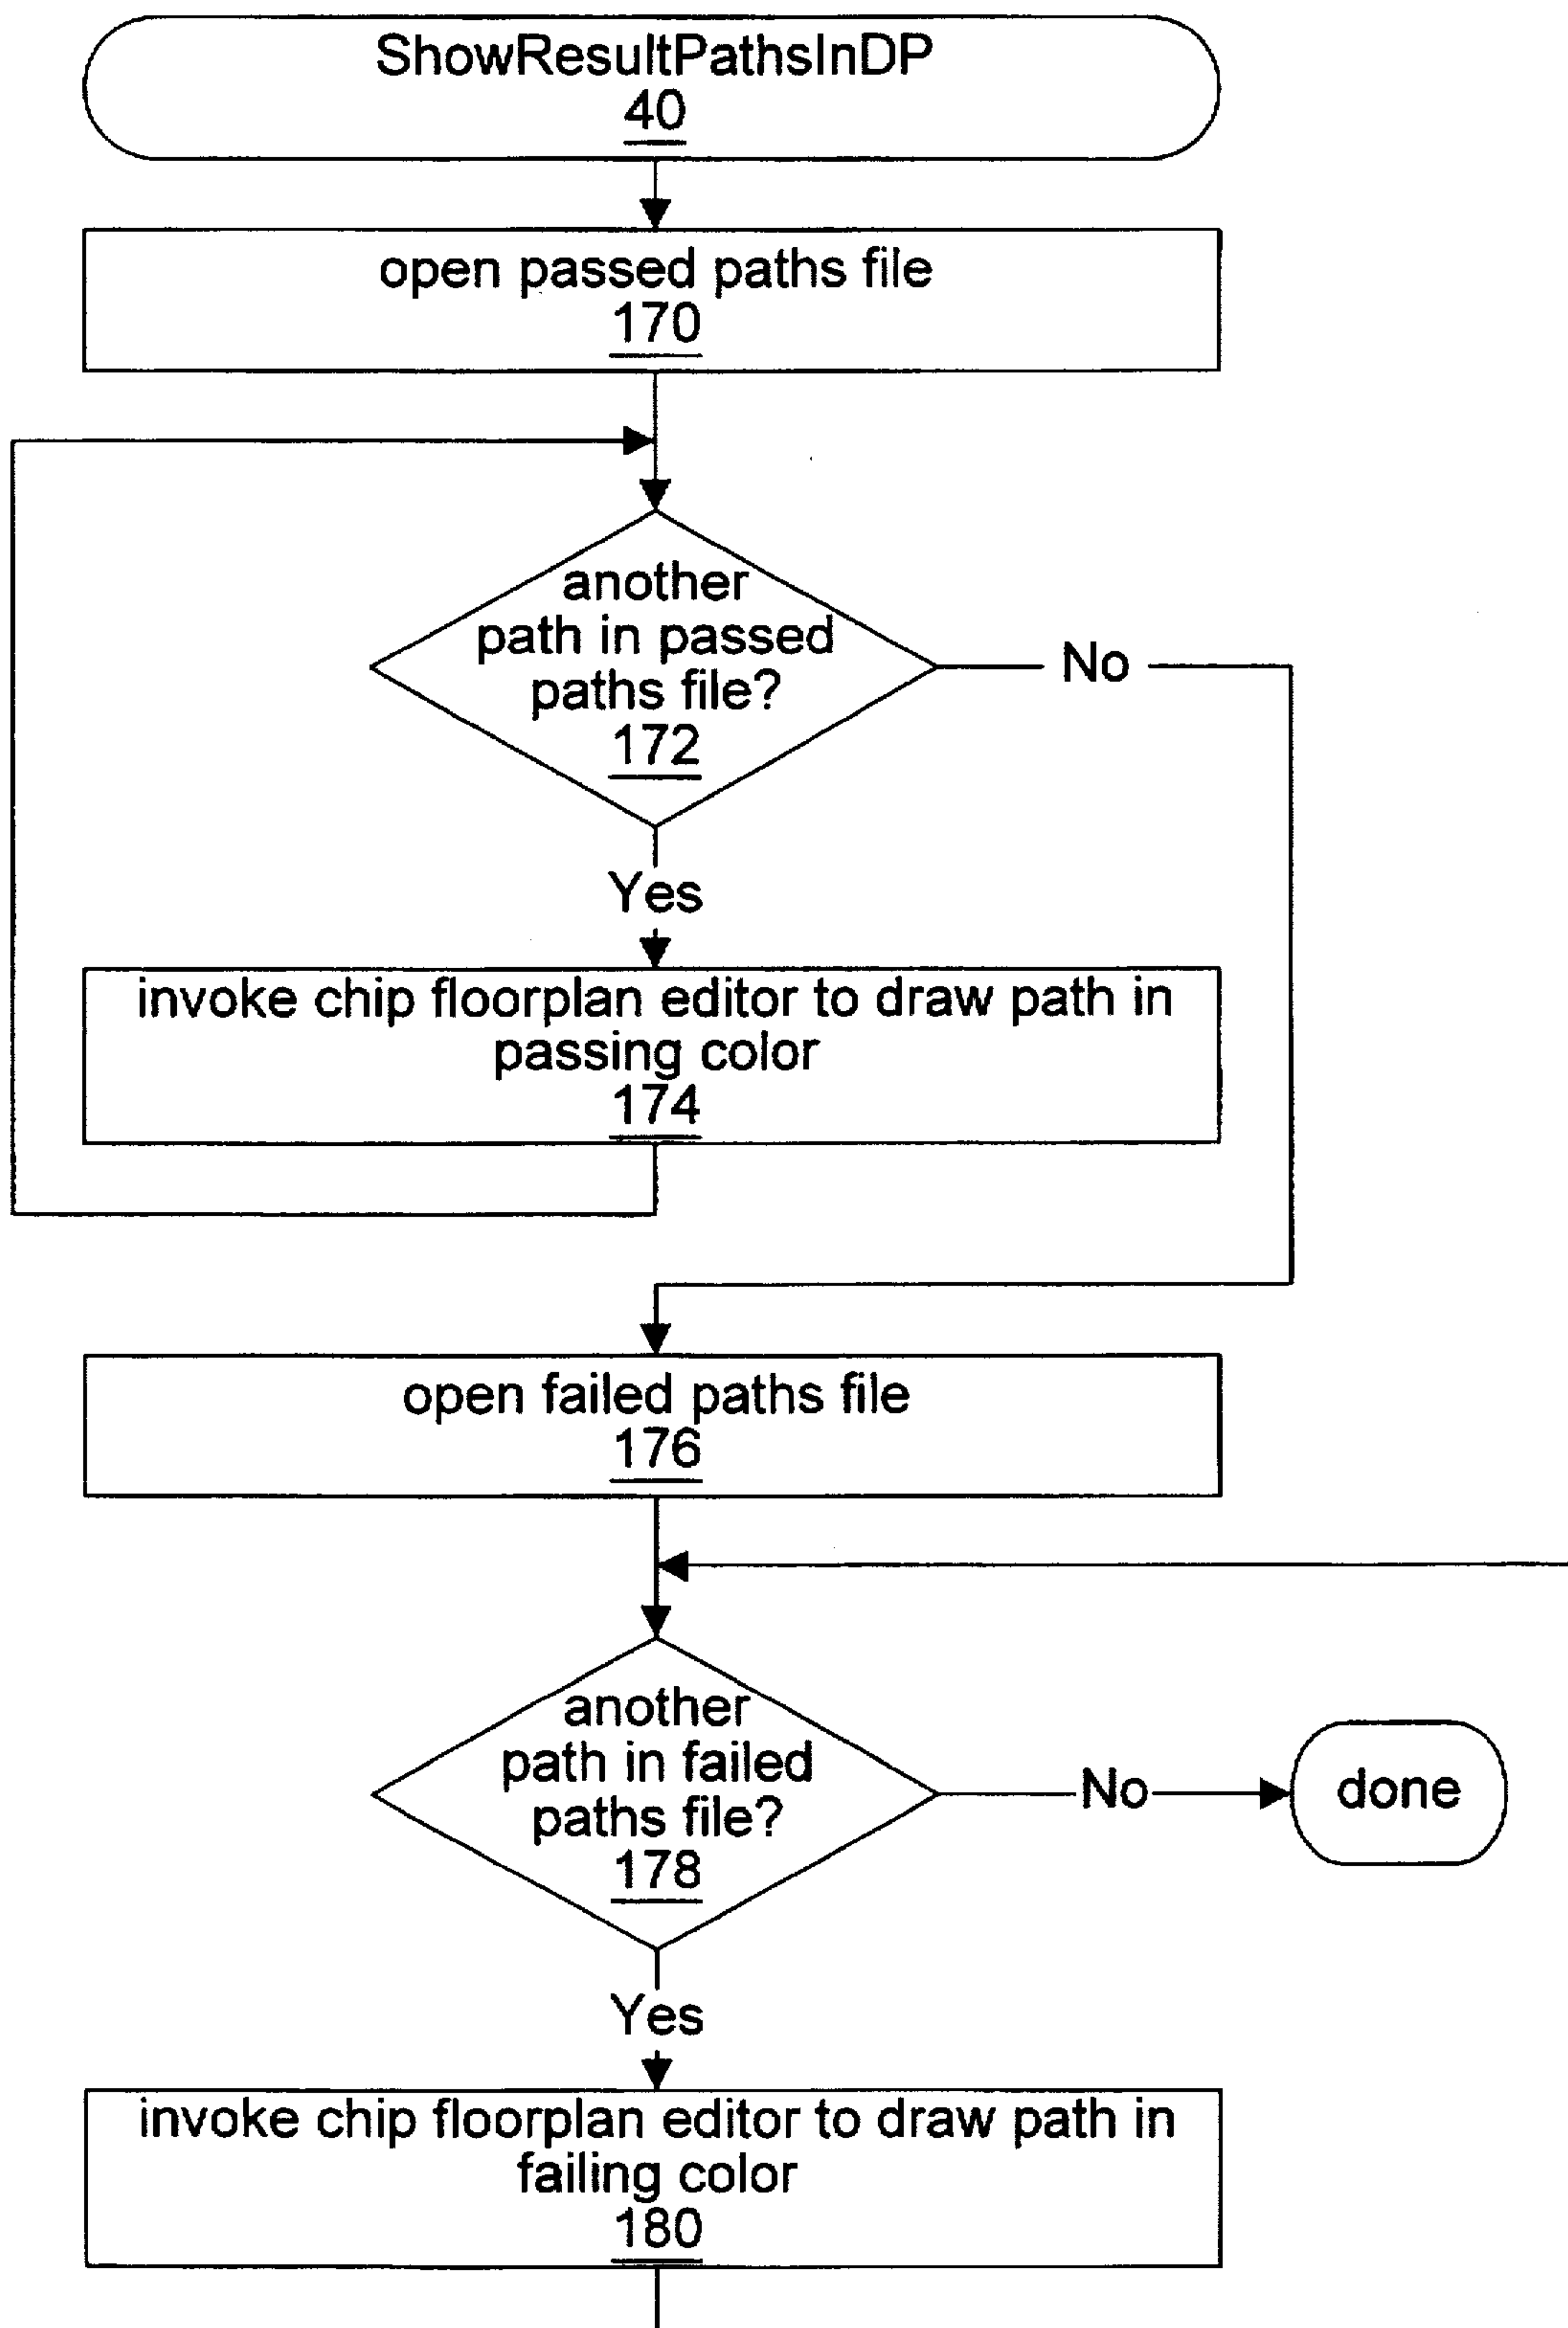 ShowResultPathsInDP
40
open passed paths file
170
another
path in passed
paths file?
172
No
Yes
invoke chip floorplan editor to draw path in
passing color
174
open failed paths file
176
another
path in failed
paths file?
178
No
done
Yes
invoke chip floorplan editor to draw path in
failing color
180